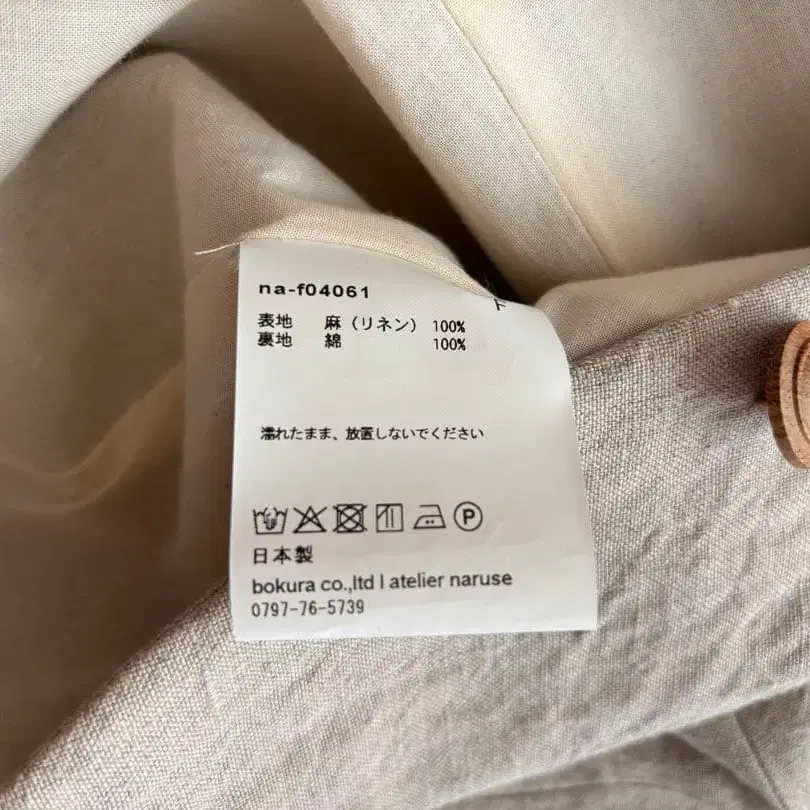 na-f04061
表地 麻（リネン） 100%
裏地 綿 100%
濡れたまま、放置しないでください
P
日本製
bokura co.,ltd l atelier naruse
0797-76-5739